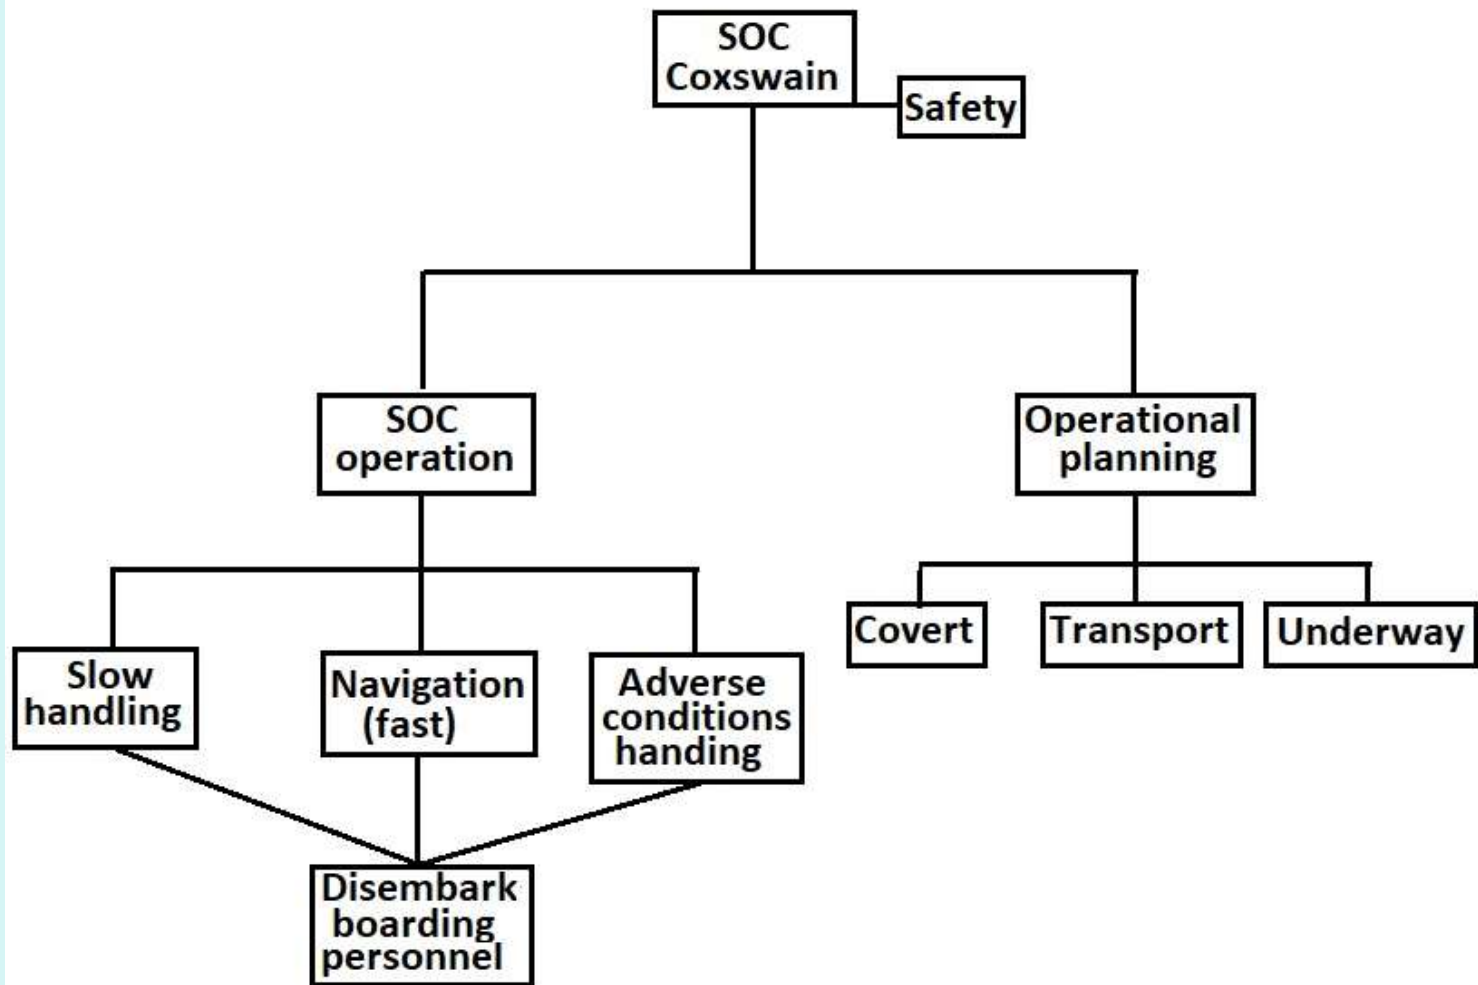 SOC
Coxswain
Safety
SOC
operation
Operational
planning
Covert
Transport
Underway
Slow
handling
Navigation
(fast)
Adverse
conditions
handing
Disembark
boarding
personnel